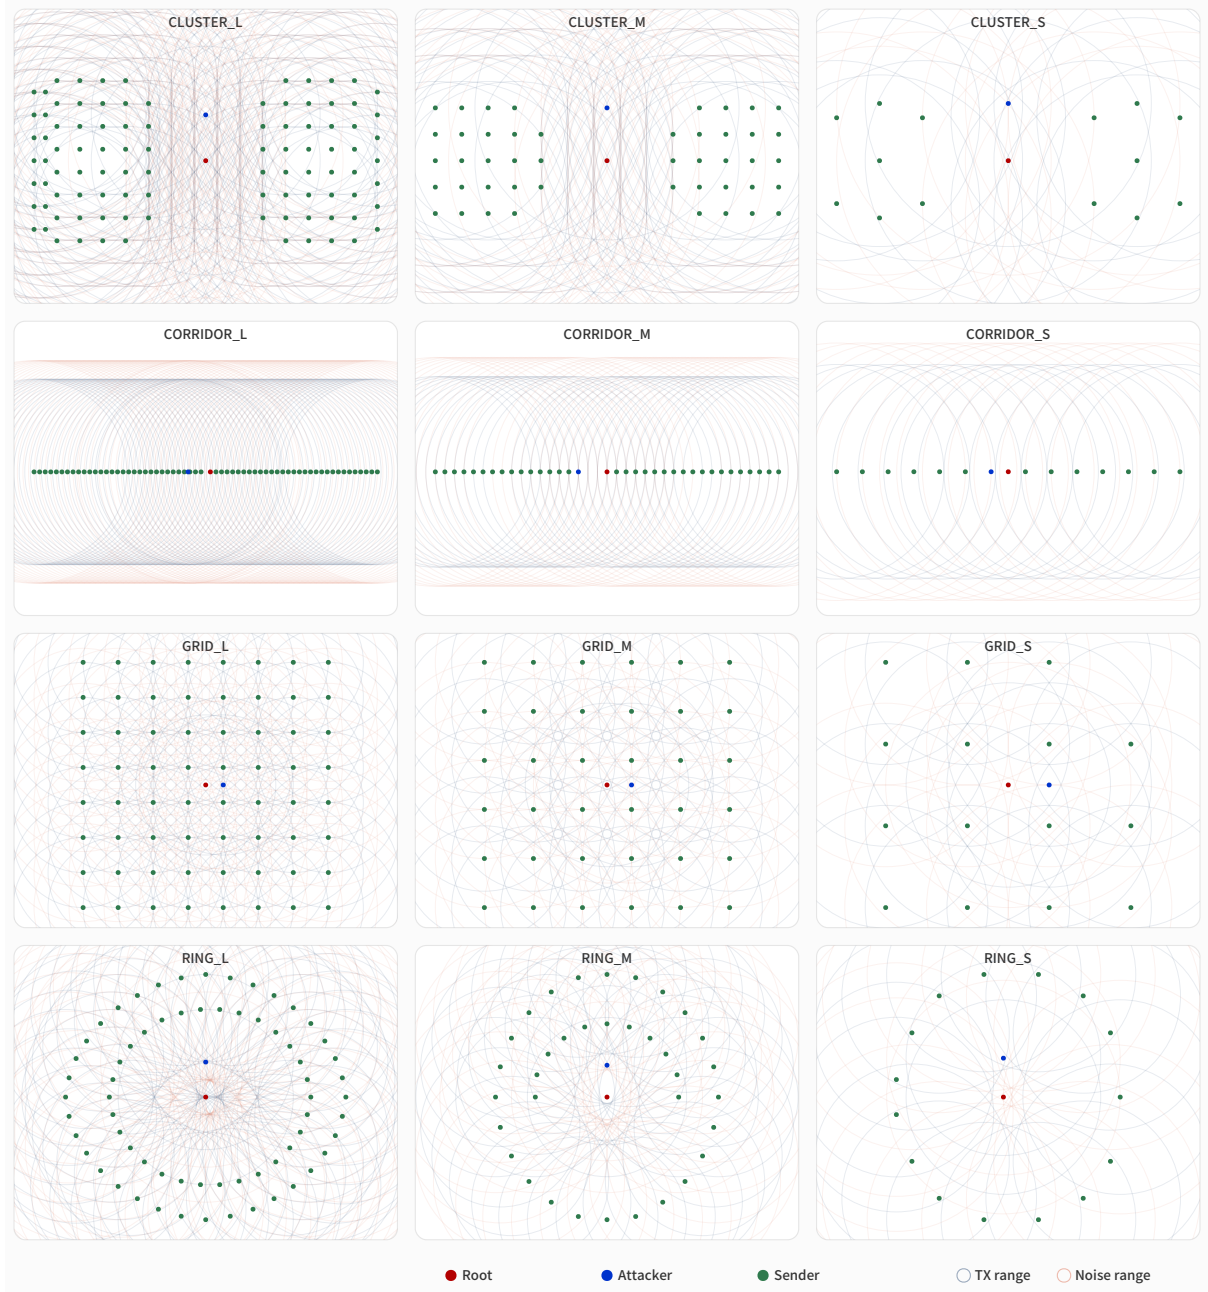 CLUSTER_L
CLUSTER_M
CLUSTER_S
CORRIDOR_L
CORRIDOR_M
CORRIDOR_S
GRID_L
GRID_M
GRID_S
RING_L
RING_M
RING_S
Root
Attacker
Sender
TX range
Noise range